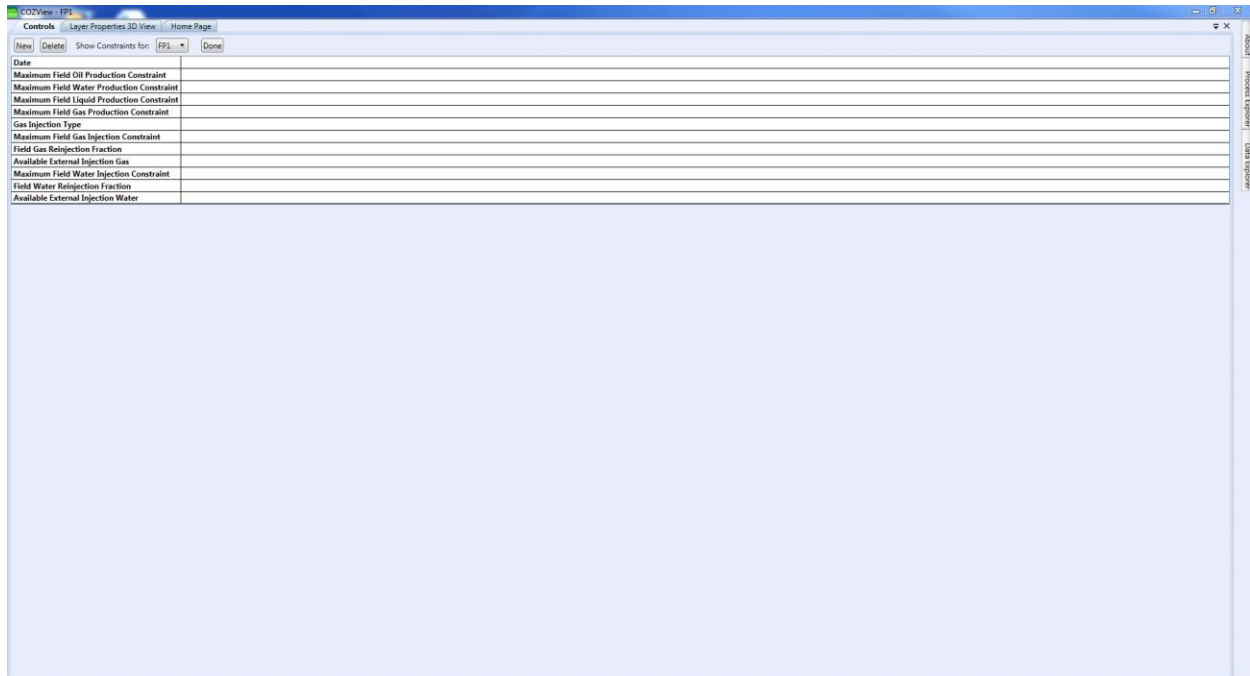 COZView - FP1
Controls Layer Properties 3D View Home Page
New Delete Show Constraints for: FP1 Done
Date
Maximum Field Oil Production Constraint
Maximum Field Water Production Constraint
Maximum Field Liquid Production Constraint
Maximum Field Gas Production Constraint
Gas Injection Type
Maximum Field Gas Injection Constraint
Field Gas Reinjection Fraction
Available External Injection Gas
Maximum Field Water Injection Constraint
Field Water Reinjection Fraction
Available External Injection Water
About
Process Explorer
Data Explorer